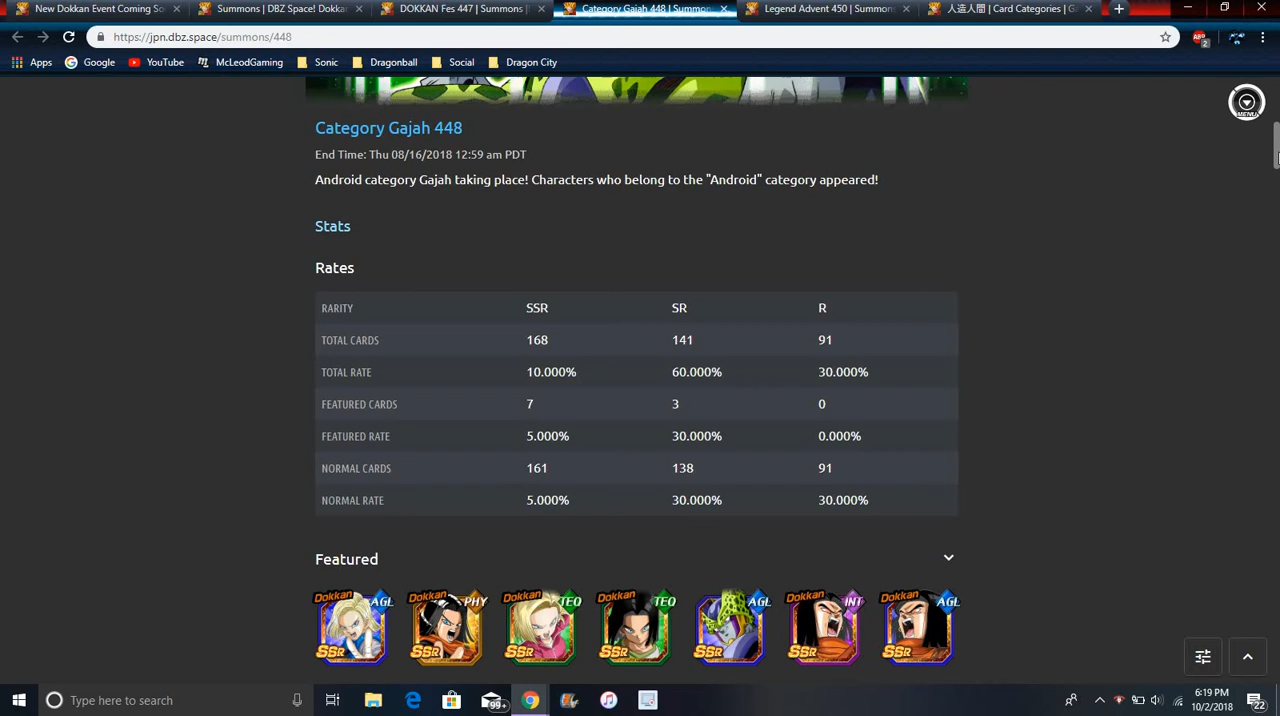 New Dokkan Event Coming So
Summons | DBZ Space! Dokka
DOKKAN Fes 447 | Summons |
Category Gajah 448 | Summon
Legend Advent 450 | Summons
人造人間 | Card Categories | G
https://jpn.dbz.space/summons/448
ABP
2
Apps
Google
YouTube
McLeodGaming
Sonic
Dragonball
Social
Dragon City
MENU
Category Gajah 448
End Time: Thu 08/16/2018 12:59 am PDT
Android category Gajah taking place! Characters who belong to the "Android" category appeared!
Stats
Rates
RARITY SSR SR R
TOTAL CARDS 168 141 91
TOTAL RATE 10.000% 60.000% 30.000%
FEATURED CARDS 7 3 0
FEATURED RATE 5.000% 30.000% 0.000%
NORMAL CARDS 161 138 91
NORMAL RATE 5.000% 30.000% 30.000%
Featured
Dokkan AGL SSR
Dokkan PHY SSR
Dokkan TEQ SSR
Dokkan TEQ SSR
AGL SSR
Dokkan INT SSR
Dokkan AGL SSR
Type here to search
99+
6:19 PM
10/2/2018
22